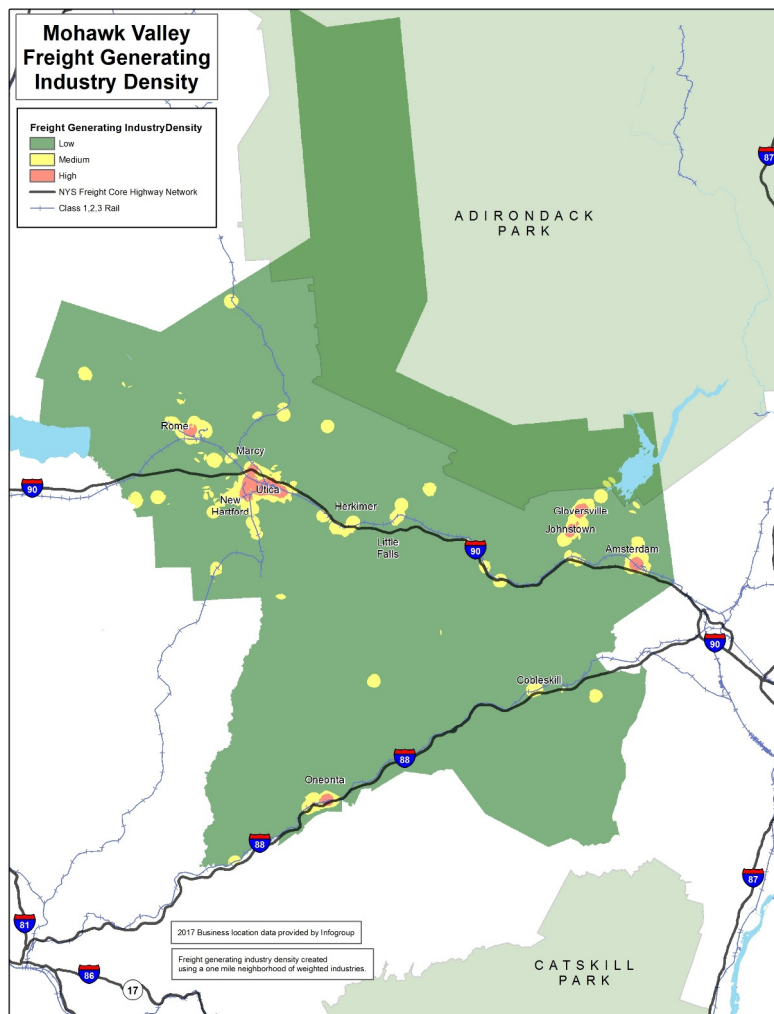 Mohawk Valley
Freight Generating
Industry Density
Freight Generating IndustryDensity
Low
Medium
High
NYS Freight Core Highway Network
Class 1,2,3 Rail
87
ADIRONDACK
PARK
Rome
Marcy
90
Utica
New
Hartford
Herkimer
Little
Falls
90
Gloversville
Johnstown
Amsterdam
90
Cobleskill
88
Oneonta
88
87
81
86
17
2017 Business location data provided by Infogroup
Freight generating industry density created
using a one mile neighborhood of weighted industries.
CATSKILL
PARK